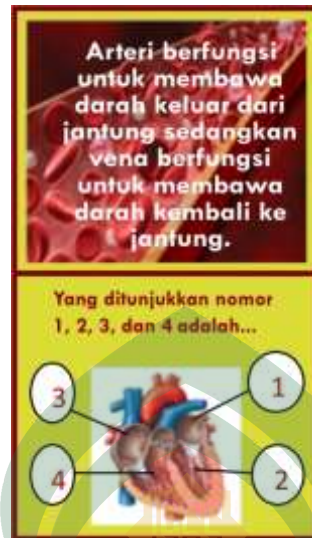 Arteri berfungsi
untuk membawa
darah keluar dari
jantung sedangkan
vena berfungsi
untuk membawa
darah kembali ke
jantung.
Yang ditunjukkan nomor
1, 2, 3, dan 4 adalah...
3
1
4
2